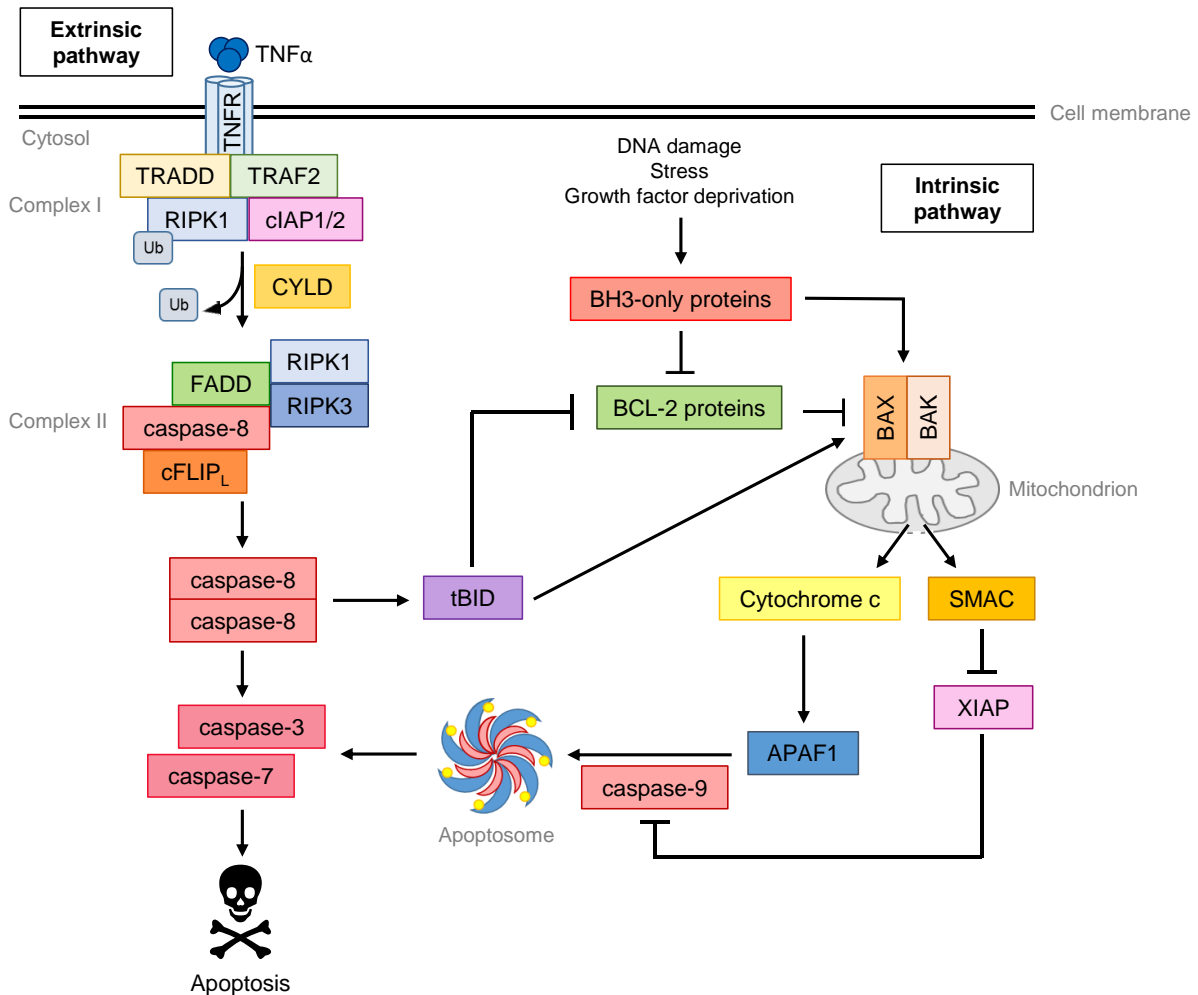 Extrinsic
pathway
TNFα
TNFR
Cell membrane
Cytosol
TRADD
TRAF2
Complex I
RIPK1
cIAP1/2
Ub
CYLD
Ub
DNA damage
Stress
Growth factor deprivation
Intrinsic
pathway
BH3-only proteins
RIPK1
FADD
RIPK3
Complex II
caspase-8
cFLIPL
BCL-2 proteins
BAX
BAK
Mitochondrion
caspase-8
caspase-8
tBID
Cytochrome c
SMAC
XIAP
caspase-3
caspase-7
APAF1
caspase-9
Apoptosome
Apoptosis